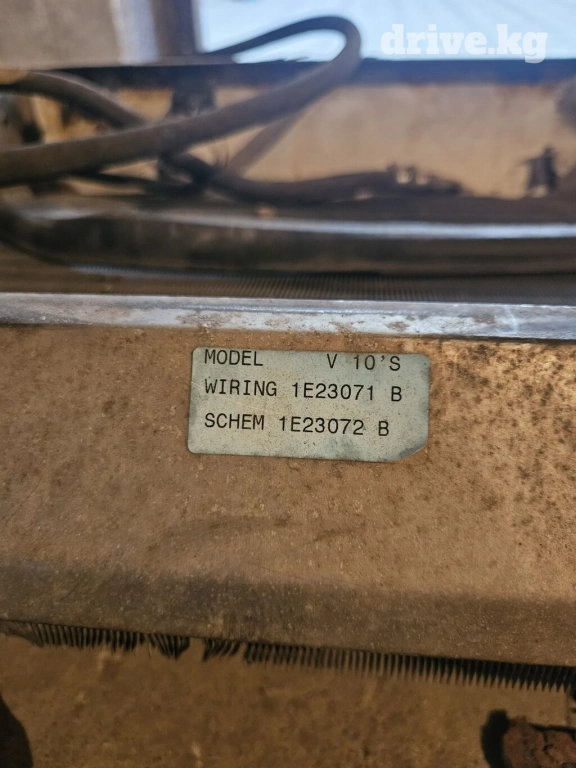 drive.kg
MODEL V 10'S
WIRING 1E23071 B
SCHEM 1E23072 B